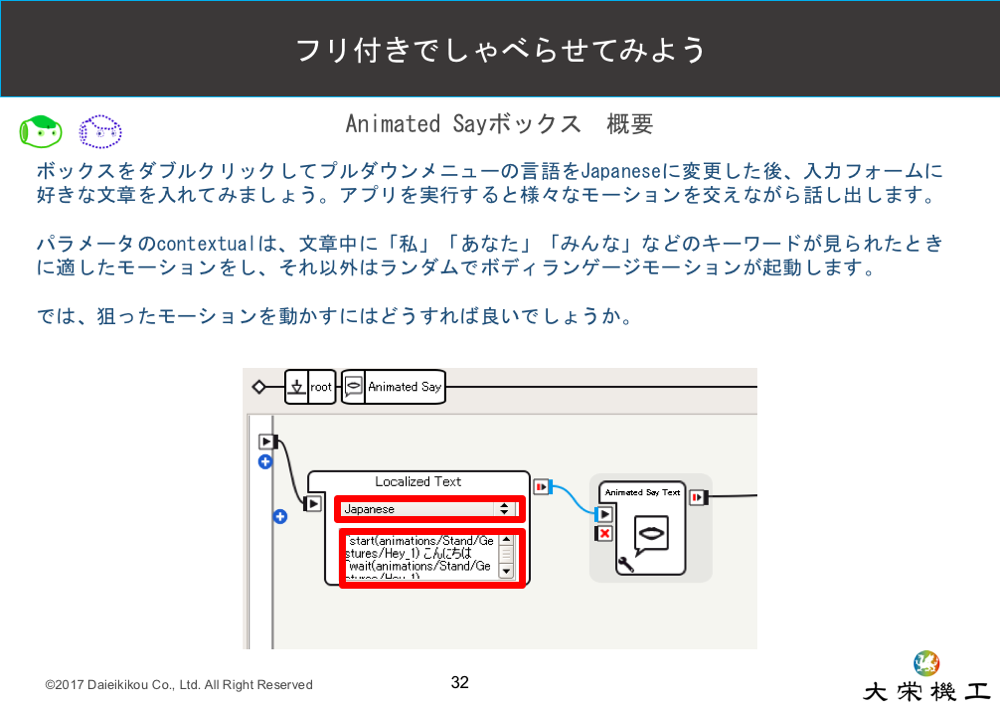 フリ付きでしゃべらせてみよう
Animated Sayボックス　概要
ボックスをダブルクリックしてプルダウンメニューの言語をJapaneseに変更した後、入力フォームに
好きな文章を入れてみましょう。アプリを実行すると様々なモーションを交えながら話し出します。
パラメータのcontextualは、文章中に「私」「あなた」「みんな」などのキーワードが見られたとき
に適したモーションをし、それ以外はランダムでボディランゲージモーションが起動します。
では、狙ったモーションを動かすにはどうすれば良いでしょうか。
root
Animated Say
Localized Text
Japanese
^start(animations/Stand/Ge
stures/Hey_1) こんにちは
^wait(animations/Stand/Ge
stures/Hey_1)
Animated Say Text
©2017 Daieikikou Co., Ltd. All Right Reserved
32
大栄機工